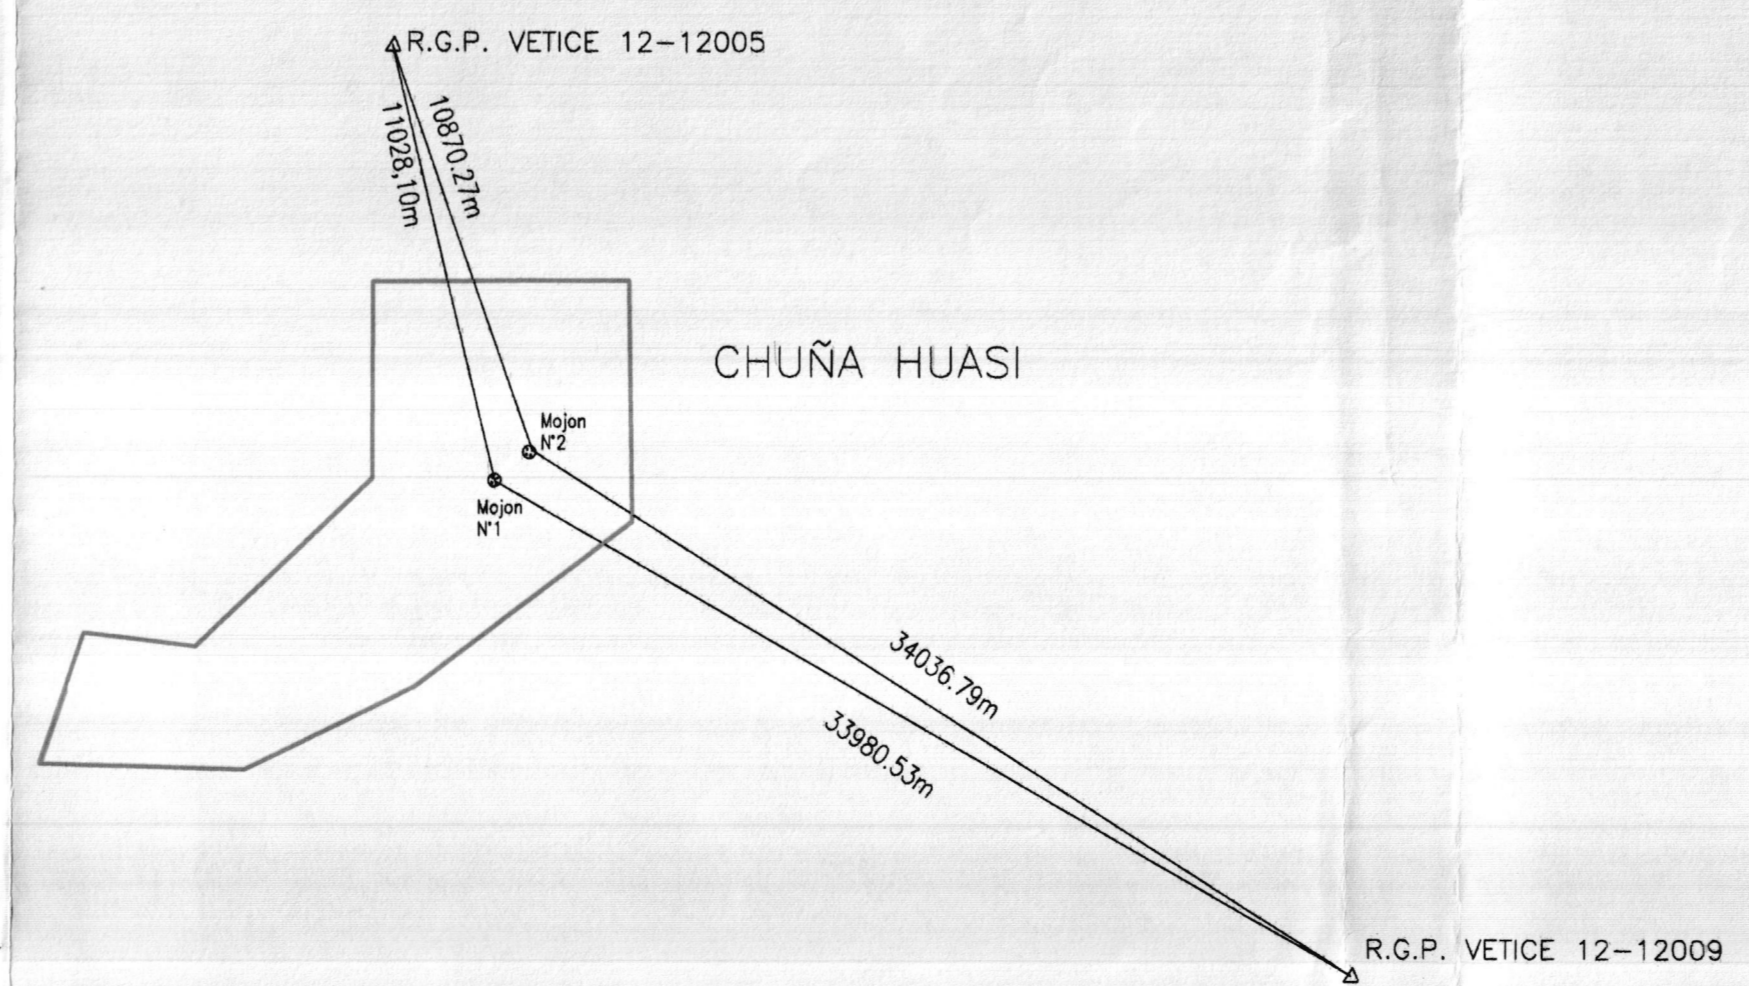 R.G.P. VETICE 12-12005
10870.27m
11028,10m
CHUÑA HUASI
Mojon
N°2
Mojon
N°1
34036.79m
33980.53m
R.G.P. VETICE 12-12009